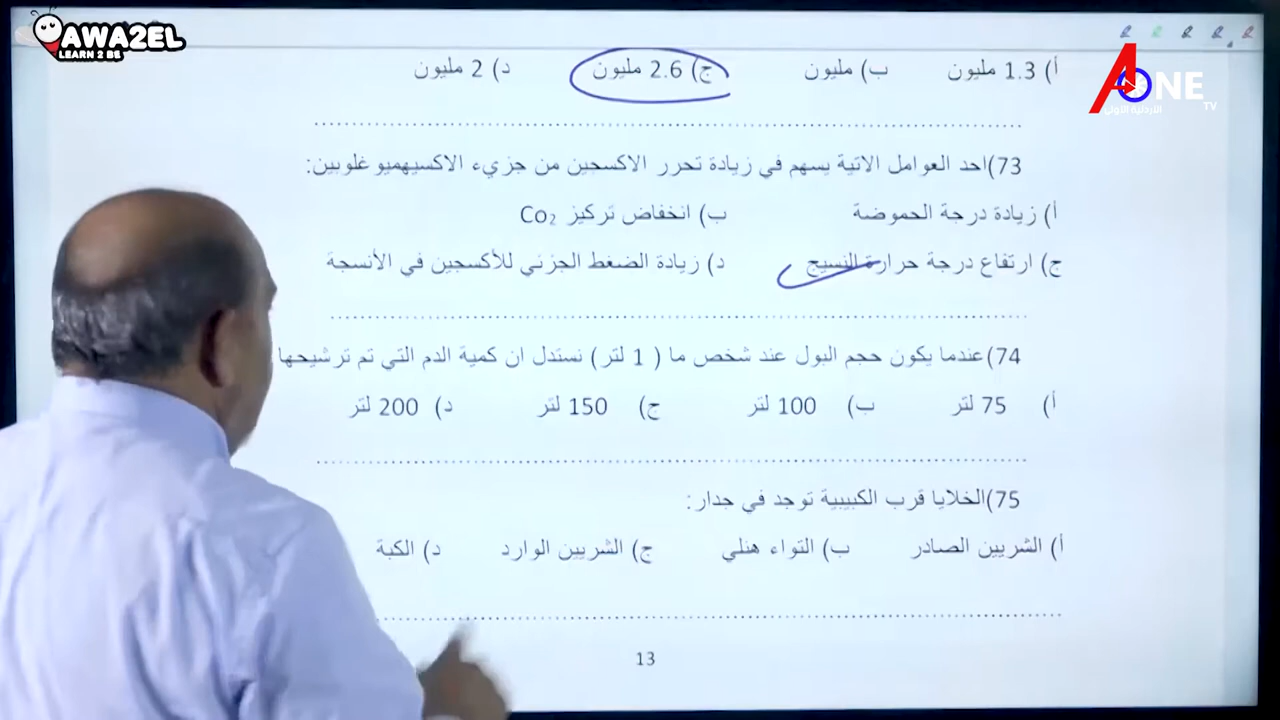 AWA2EL
LEARN 2 BE
A ONE TV
الأردنية الأولى
أ) 1.3 مليون ب) مليون ج) 2.6 مليون د) 2 مليون
73)احد العوامل الاتية يسهم في زيادة تحرر الاكسجين من جزيء الاكسيهميو غلوبين:
أ) زيادة درجة الحموضة ب) انخفاض تركيز Co₂
ج) ارتفاع درجة حرارة النسيج د) زيادة الضغط الجزئي للأكسجين في الأنسجة
74)عندما يكون حجم البول عند شخص ما ( 1 لتر) نستدل ان كمية الدم التي تم ترشيحها
أ) 75 لتر ب) 100 لتر ج) 150 لتر د) 200 لتر
75)الخلايا قرب الكبيبية توجد في جدار:
أ) الشريين الصادر ب) التواء هنلي ج) الشريين الوارد د) الكبة
13